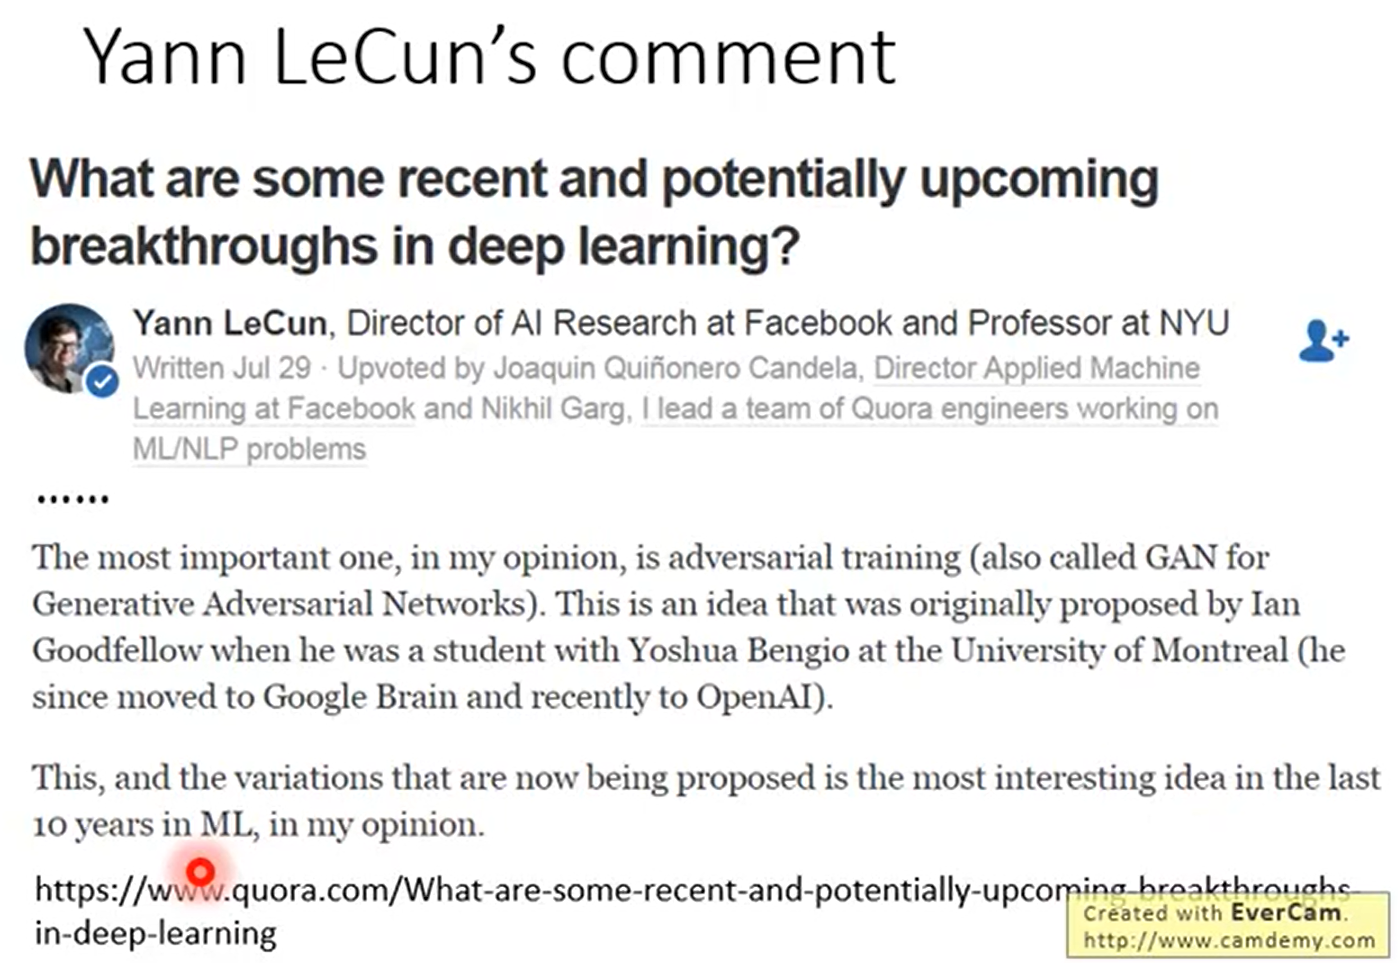 Yann LeCun's comment
What are some recent and potentially upcoming
breakthroughs in deep learning?
Yann LeCun, Director of AI Research at Facebook and Professor at NYU
Written Jul 29 · Upvoted by Joaquin Quiñonero Candela, Director Applied Machine
Learning at Facebook and Nikhil Garg, I lead a team of Quora engineers working on
ML/NLP problems
......
The most important one, in my opinion, is adversarial training (also called GAN for
Generative Adversarial Networks). This is an idea that was originally proposed by Ian
Goodfellow when he was a student with Yoshua Bengio at the University of Montreal (he
since moved to Google Brain and recently to OpenAI).
This, and the variations that are now being proposed is the most interesting idea in the last
10 years in ML, in my opinion.
https://www.quora.com/What-are-some-recent-and-potentially-upcoming-breakthroughs-
in-deep-learning
Created with EverCam.
http://www.camdemy.com